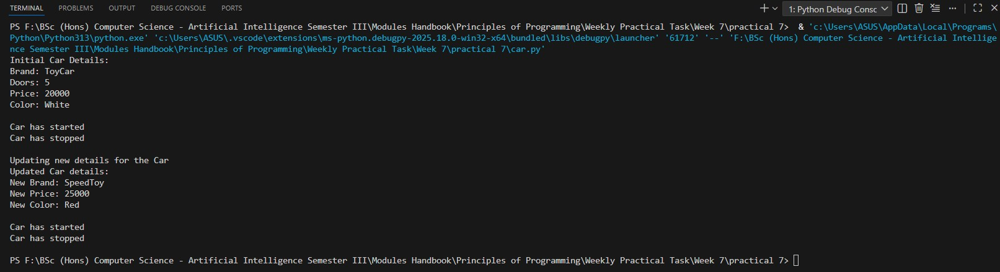 TERMINAL PROBLEMS OUTPUT DEBUG CONSOLE PORTS 1: Python Debug Consc
PS F:\BSc (Hons) Computer Science - Artificial Intelligence Semester III\Modules Handbook\Principles of Programming\Weekly Practical Task\Week 7\practical 7>  & 'c:\Users\ASUS\AppData\Local\Programs\
Python\Python313\python.exe' 'c:\Users\ASUS\.vscode\extensions\ms-python.debugpy-2025.18.0-win32-x64\bundled\libs\debugpy\launcher' '61712' '--' 'F:\BSc (Hons) Computer Science - Artificial Intellige
nce Semester III\Modules Handbook\Principles of Programming\Weekly Practical Task\Week 7\practical 7\car.py'
Initial Car Details:
Brand: ToyCar
Doors: 5
Price: 20000
Color: White
Car has started
Car has stopped
Updating new details for the Car
Updated Car details:
New Brand: SpeedToy
New Price: 25000
New Color: Red
Car has started
Car has stopped
PS F:\BSc (Hons) Computer Science - Artificial Intelligence Semester III\Modules Handbook\Principles of Programming\Weekly Practical Task\Week 7\practical 7>